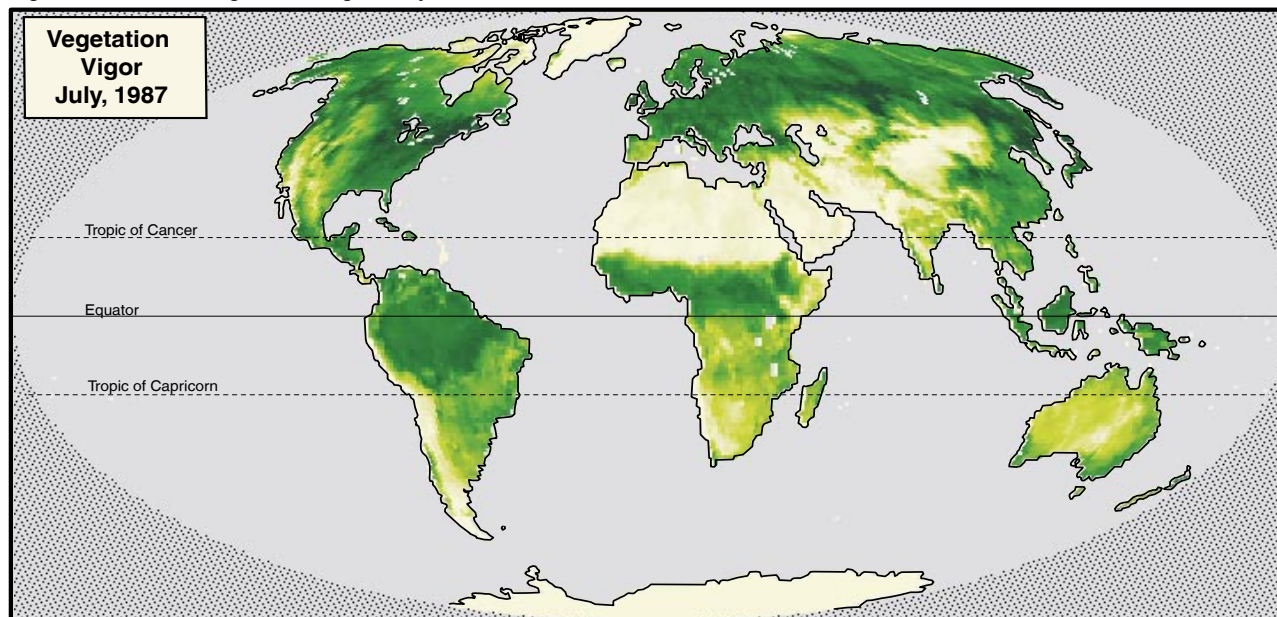 Vegetation
Vigor
July, 1987
Tropic of Cancer
Equator
Tropic of Capricorn